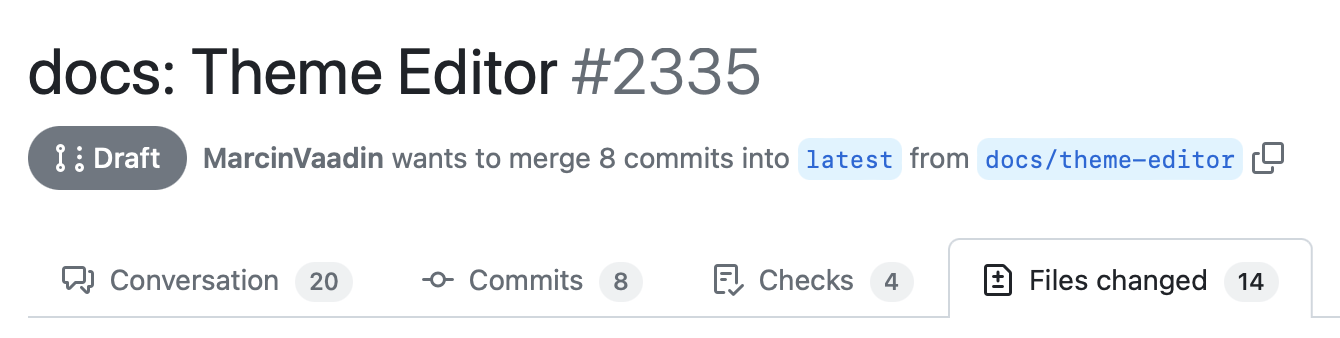 docs: Theme Editor #2335
Draft MarcinVaadin wants to merge 8 commits into latest from docs/theme-editor
Conversation 20 Commits 8 Checks 4 Files changed 14